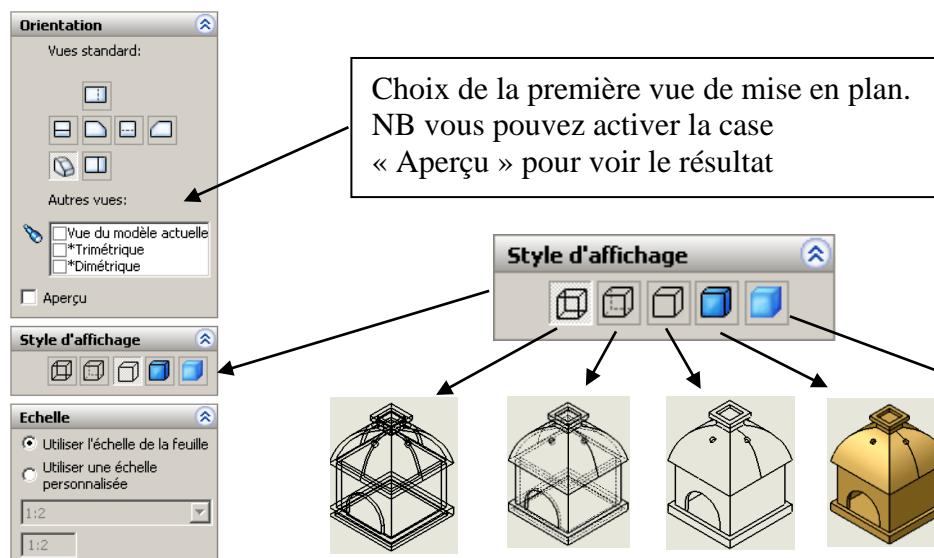 Orientation
Vues standard:
Autres vues:
Vue du modèle actuelle
*Trimétrique
*Dimétrique
Aperçu
Style d'affichage
Echelle
Utiliser l'échelle de la feuille
Utiliser une échelle
personnalisée
1:2
1:2
Choix de la première vue de mise en plan.
NB vous pouvez activer la case
« Aperçu » pour voir le résultat
Style d'affichage